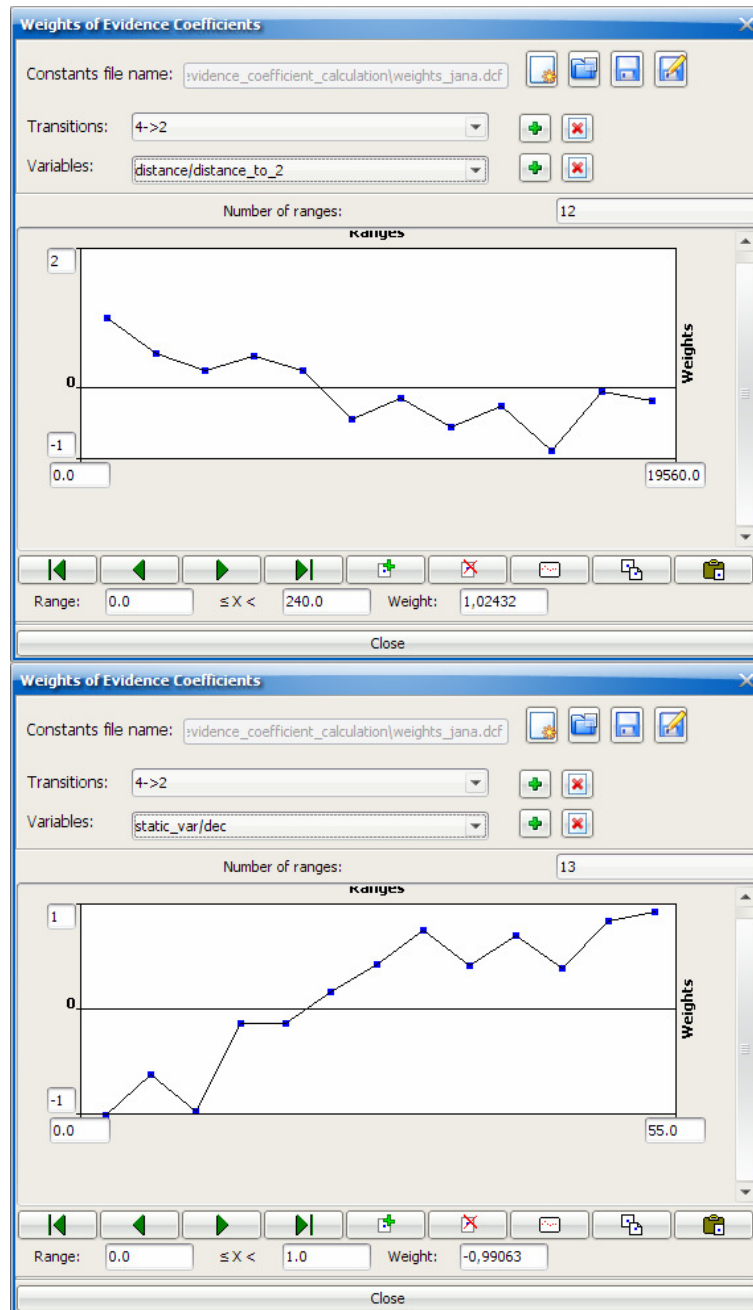 Weights of Evidence Coefficients
Constants file name: evidence_coefficient_calculation\weights_jana.dcf
Transitions: 4->2
Variables: distance/distance_to_2
Number of ranges: 12
Ranges
2
0
-1
Weights
0.0 19560.0
Range: 0.0 ≤ X < 240.0 Weight: 1,02432
Close
Weights of Evidence Coefficients
Constants file name: evidence_coefficient_calculation\weights_jana.dcf
Transitions: 4->2
Variables: static_var/dec
Number of ranges: 13
Ranges
1
0
-1
Weights
0.0 55.0
Range: 0.0 ≤ X < 1.0 Weight: -0,99063
Close